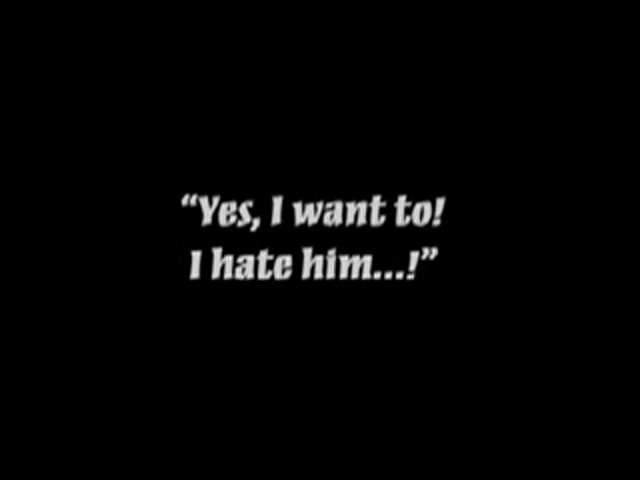 “Yes, I want to!
I hate him...!”